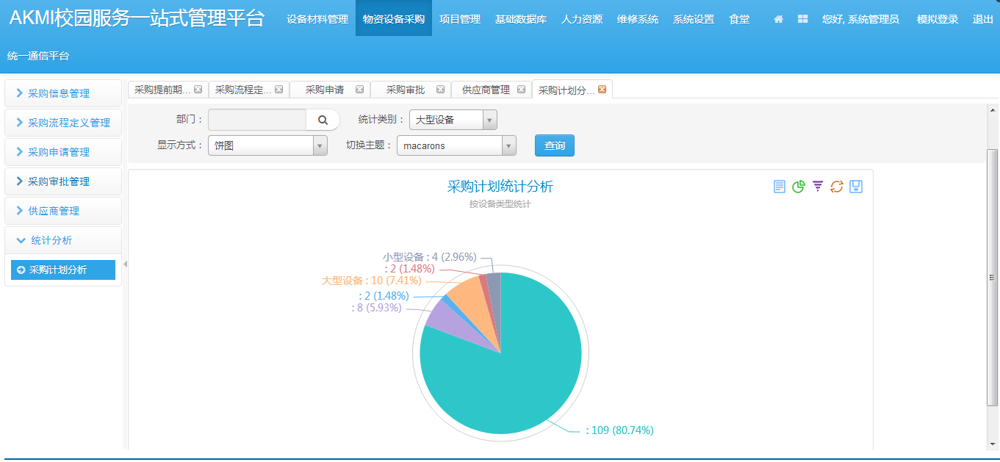 AKMI校园服务一站式管理平台 设备材料管理 物资设备采购 项目管理 基础数据库 人力资源 维修系统 系统设置 食堂 您好, 系统管理员 模拟登录 退出
统一通信平台
采购信息管理
采购流程定义管理
采购申请管理
采购审批管理
供应商管理
统计分析
采购计划分析
采购提前期... 采购流程定... 采购申请 采购审批 供应商管理 采购计划分...
部门： 统计类别： 大型设备
显示方式： 饼图 切换主题： macarons 查询
采购计划统计分析
按设备类型统计
小型设备 : 4 (2.96%)
: 2 (1.48%)
大型设备 : 10 (7.41%)
: 2 (1.48%)
: 8 (5.93%)
: 109 (80.74%)